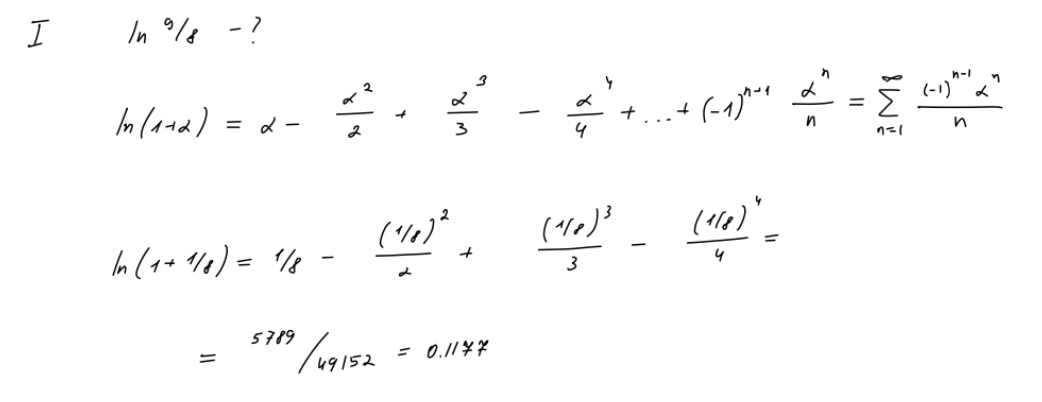 I ln 9/8 - ?
ln(1+α) = α - α²/2 + α³/3 - α⁴/4 + ... + (-1)ⁿ⁺¹ αⁿ/n = ∑_{n=1}^{∞} (-1)ⁿ⁻¹ αⁿ/n
ln(1+1/8) = 1/8 - (1/8)²/2 + (1/8)³/3 - (1/8)⁴/4 =
= 5789/49152 = 0.1177